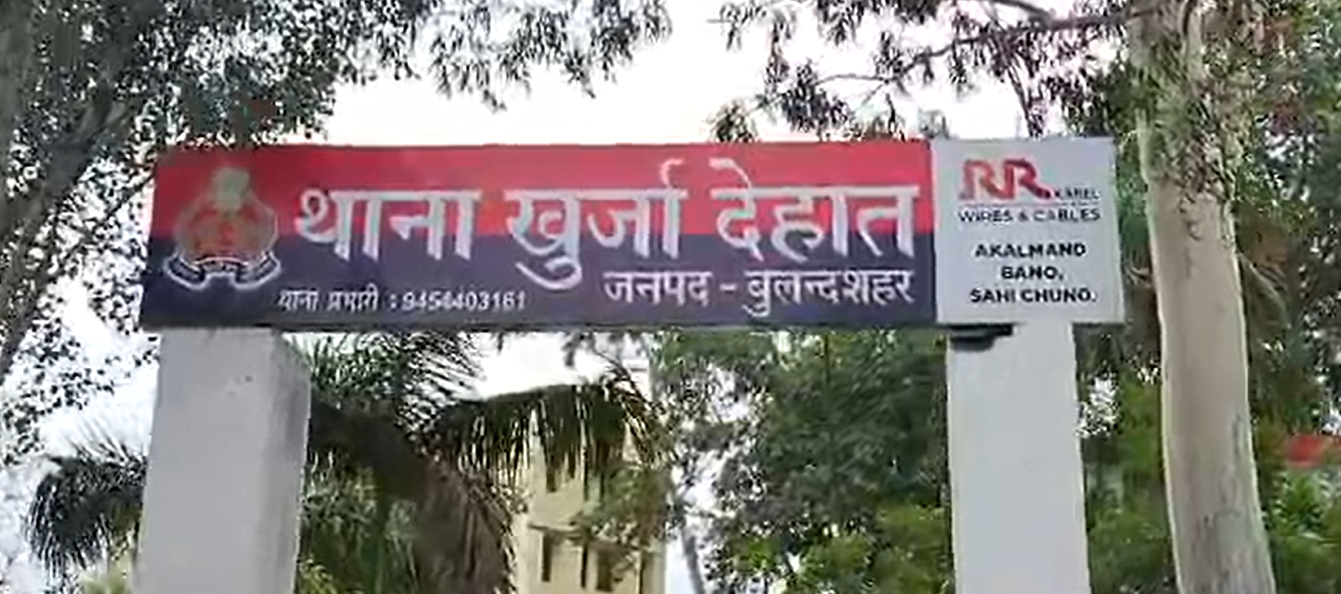 थाना खुर्जा देहात
जनपद - बुलन्दशहर
थाना प्रभारी : 9454403161
RR KABEL
WIRES & CABLES
AKALMAND
BANO,
SAHI CHUNO.